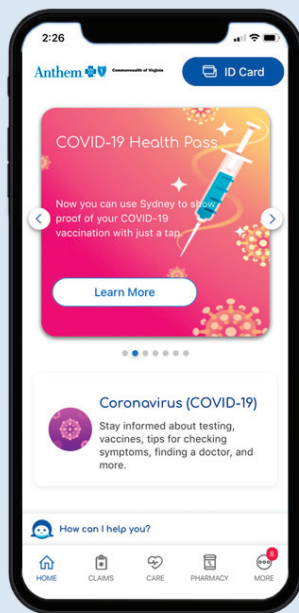 2:26
Anthem
Commonwealth of Virginia
ID Card
COVID-19 Health Pass
Now you can use Sydney to show
proof of your COVID-19
vaccination with just a tap.
Learn More
Coronavirus (COVID-19)
Stay informed about testing,
vaccines, tips for checking
symptoms, finding a doctor, and
more.
How can I help you?
8
HOME CLAIMS CARE PHARMACY MORE